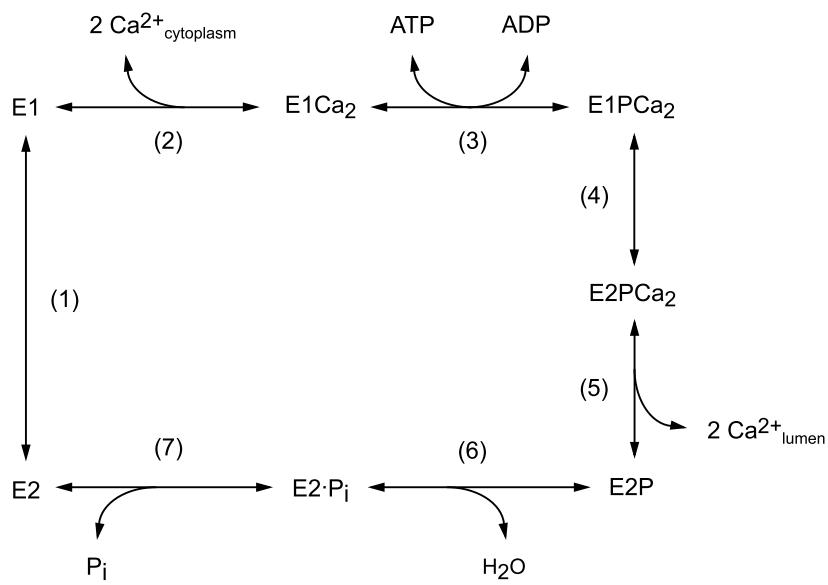 2 Ca²⁺cytoplasm ATP ADP
E1 E1Ca₂ E1PCa₂
(2) (3)
(4)
(1) E2PCa₂
(5)
2 Ca²⁺lumen
(7) (6)
E2 E2·Pi E2P
Pi H₂O